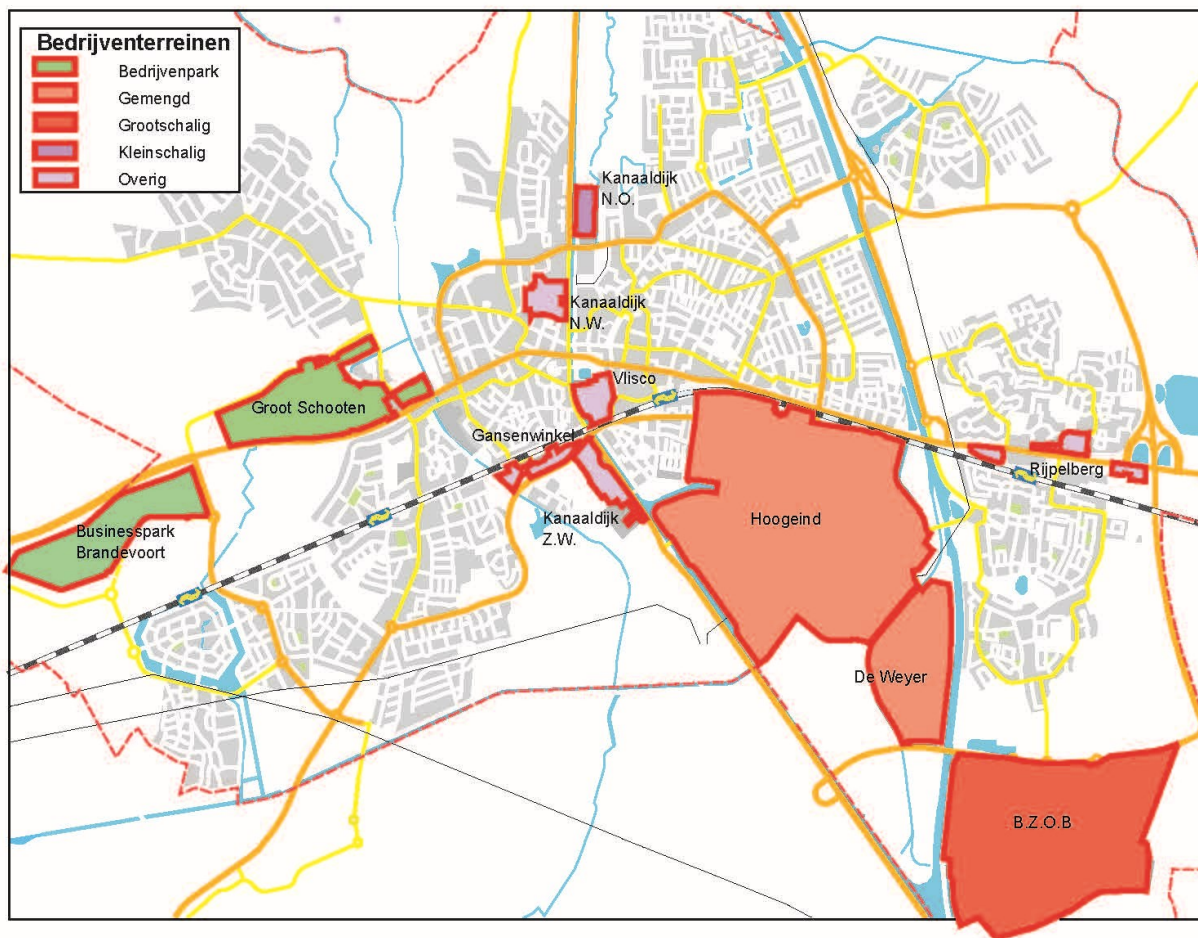 Bedrijventerreinen
Bedrijvenpark
Gemengd
Grootschalig
Kleinschalig
Overig
Kanaaldijk
N.O.
Kanaaldijk
N.W.
Vlisco
Groot Schooten
Gansenwinkel
Rijpelberg
Businesspark
Brandevoort
Kanaaldijk
Z.W.
Hoogeind
De Weyer
B.Z.O.B.